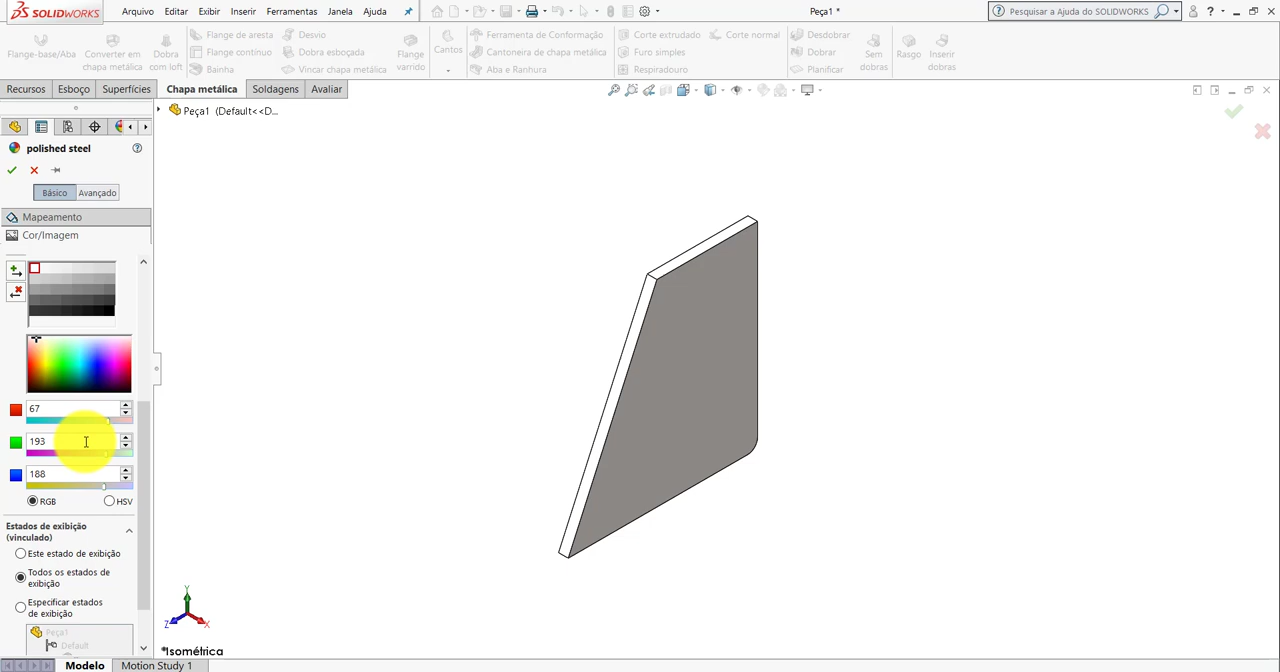 SOLIDWORKS Arquivo Editar Exibir Inserir Ferramentas Janela Ajuda Peça1 * Pesquisar a Ajuda do SOLIDWORKS ?
Flange-base/Aba
Converter em
chapa metálica
Dobra
com loft
Flange de aresta
Flange contínuo
Bainha
Desvio
Dobra esboçada
Vincar chapa metálica
Flange
varrido
Cantos
Ferramenta de Conformação
Cantoneira de chapa metálica
Aba e Ranhura
Corte extrudado
Furo simples
Respiradouro
Corte normal
Desdobrar
Dobrar
Planificar
Sem
dobras
Rasgo
Inserir
dobras
Recursos Esboço Superfícies Chapa metálica Soldagens Avaliar
Peça1 (Default<<D...
polished steel ?
Básico Avançado
Mapeamento
Cor/Imagem
67
193
188
RGB HSV
Estados de exibição
(vinculado)
Este estado de exibição
Todos os estados de
exibição
Especificar estados
de exibição
Peça1
Default
Y
Z X
*Isométrica
Modelo Motion Study 1